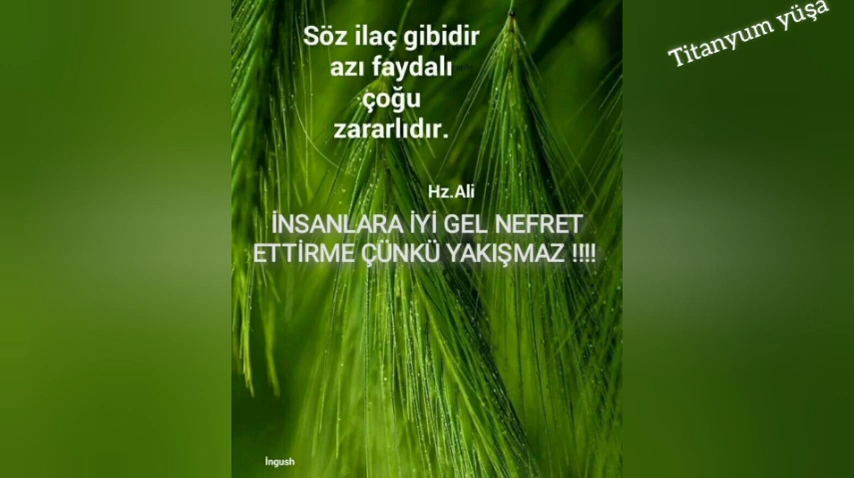 Titanyum yüşa
Söz ilaç gibidir
azı faydalı
çoğu
zararlıdır.
Hz.Ali
İNSANLARA İYİ GEL NEFRET
ETTİRME ÇÜNKÜ YAKIŞMAZ !!!!
İngush